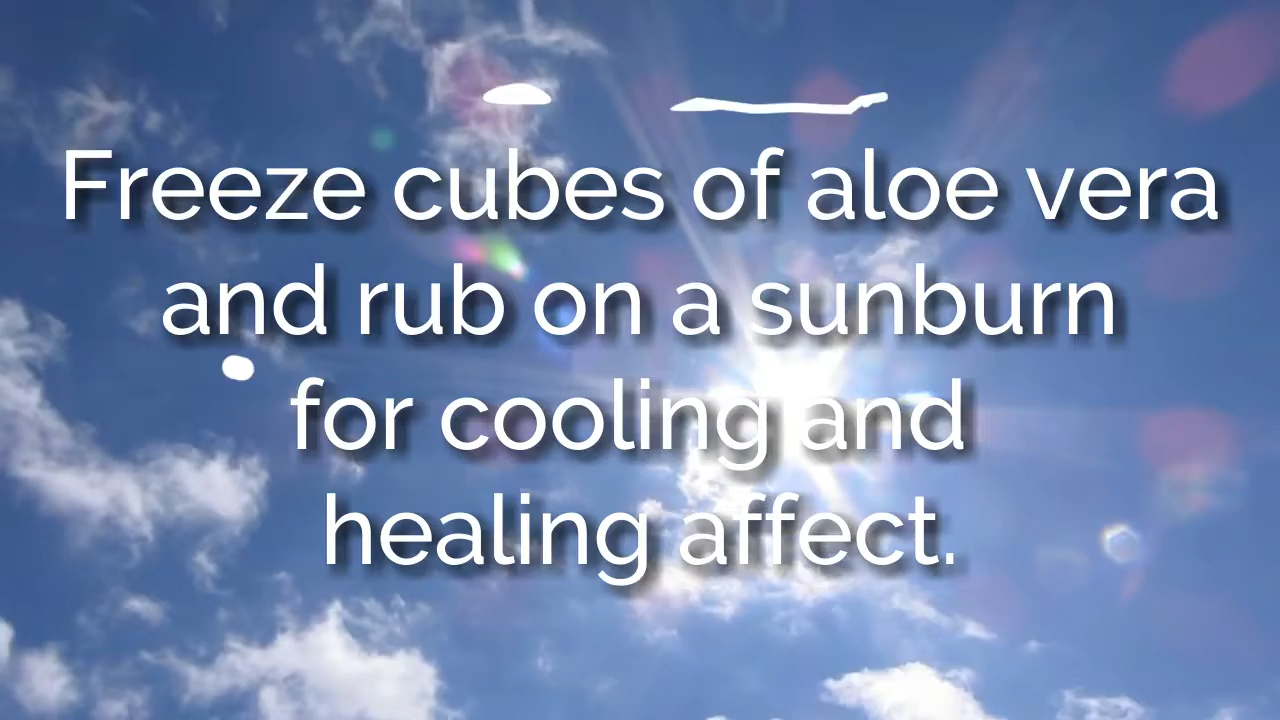 Freeze cubes of aloe vera
and rub on a sunburn
for cooling and
healing affect.